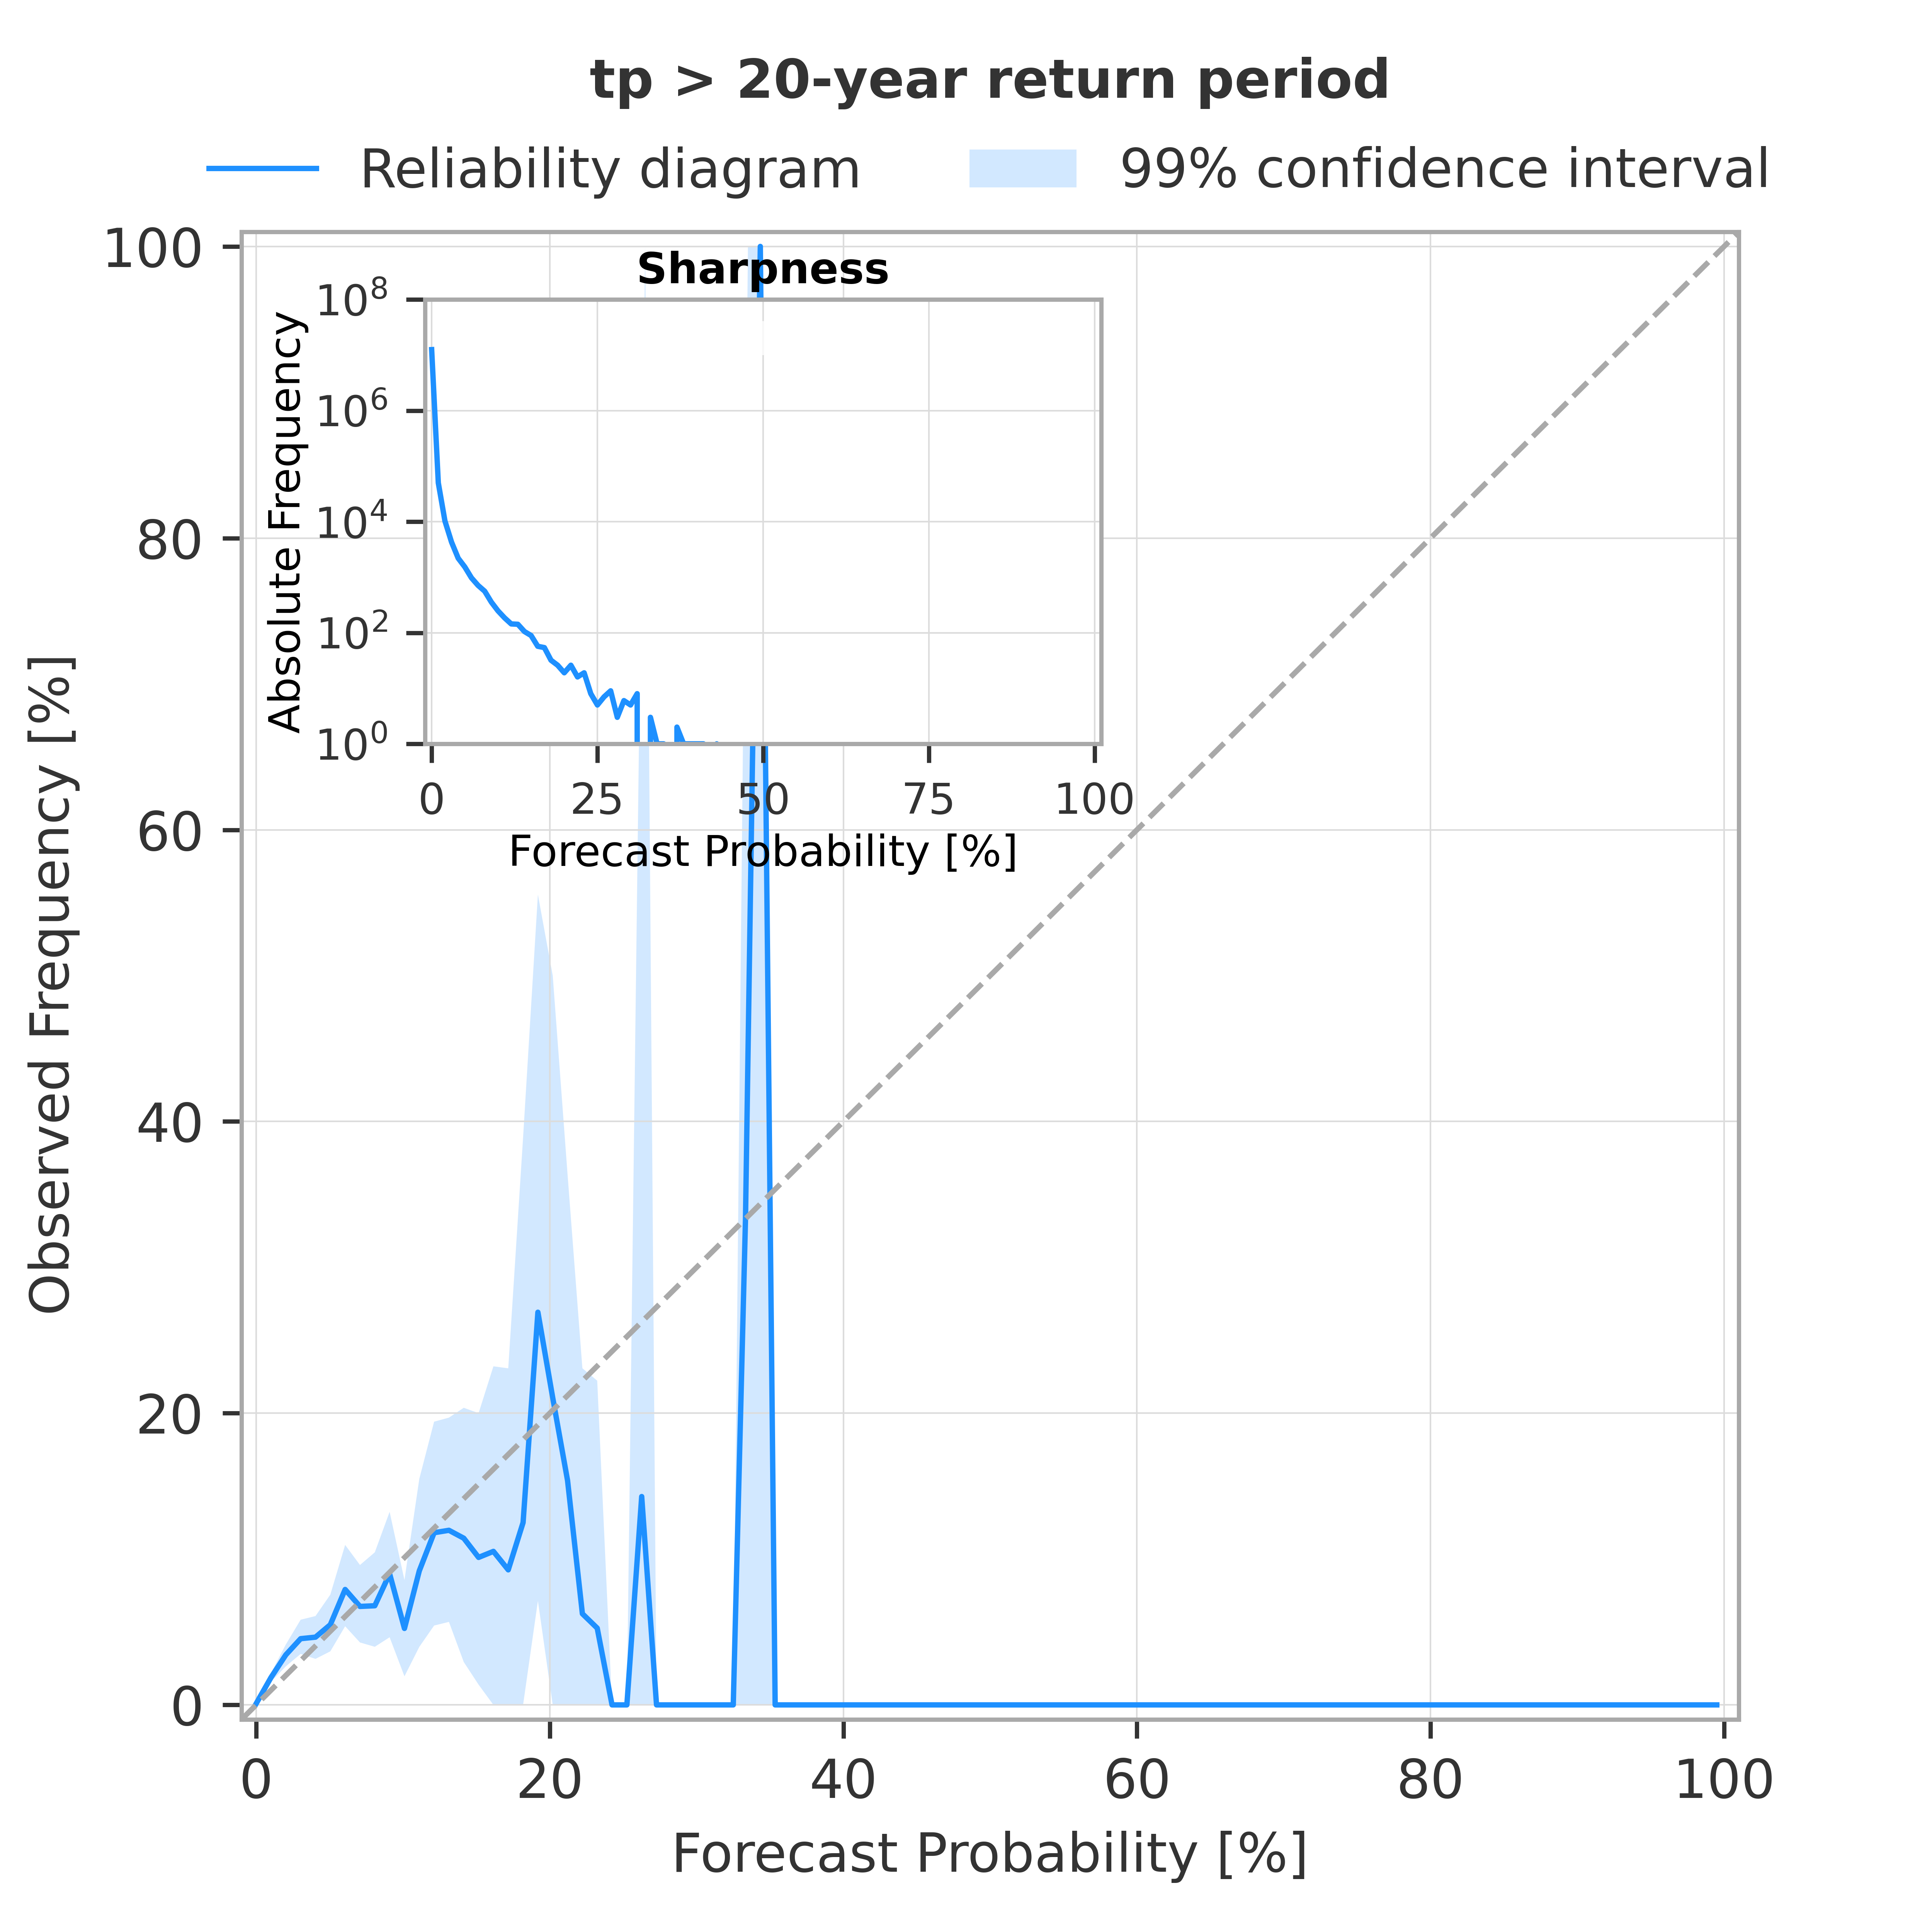 tp > 20-year return period
Reliability diagram
99% confidence interval
100
80
60
40
20
0
Observed Frequency [%]
Sharpness
10^8
10^6
10^4
10^2
10^0
Absolute Frequency
0 25 50 75 100
Forecast Probability [%]
0 20 40 60 80 100
Forecast Probability [%]